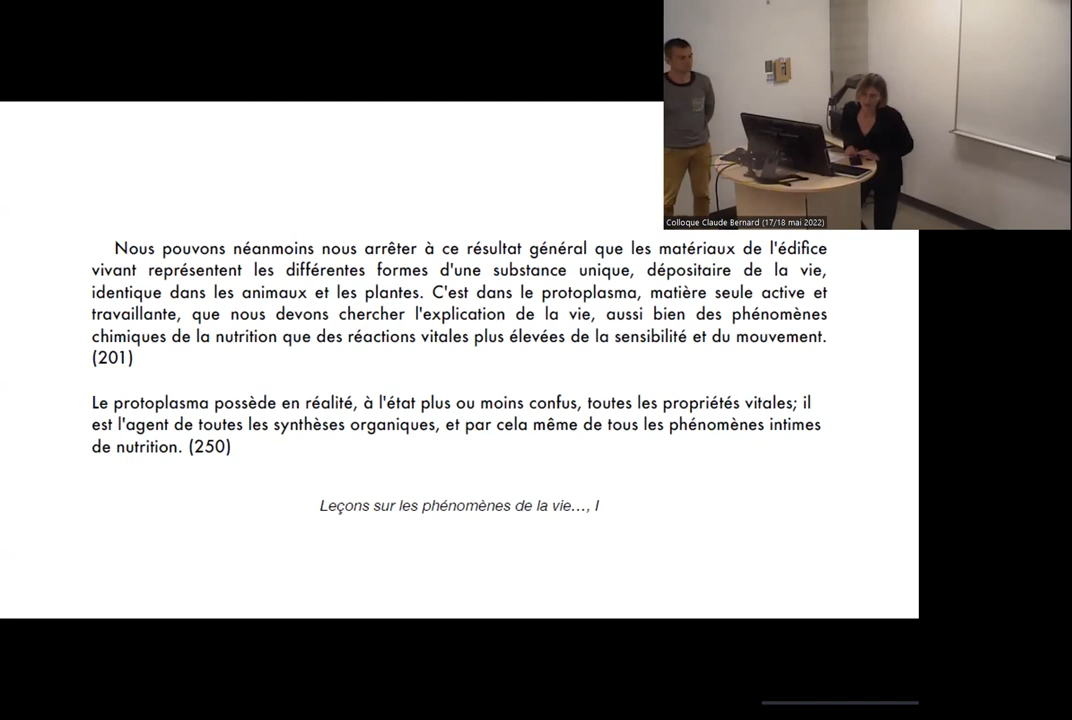 Colloque Claude Bernard (17/18 mai 2022)
Nous pouvons néanmoins nous arrêter à ce résultat général que les matériaux de l'édifice
vivant représentent les différentes formes d'une substance unique, dépositaire de la vie,
identique dans les animaux et les plantes. C'est dans le protoplasma, matière seule active et
travaillante, que nous devons chercher l'explication de la vie, aussi bien des phénomènes
chimiques de la nutrition que des réactions vitales plus élevées de la sensibilité et du mouvement.
(201)
Le protoplasma possède en réalité, à l'état plus ou moins confus, toutes les propriétés vitales; il
est l'agent de toutes les synthèses organiques, et par cela même de tous les phénomènes intimes
de nutrition. (250)
Leçons sur les phénomènes de la vie..., I